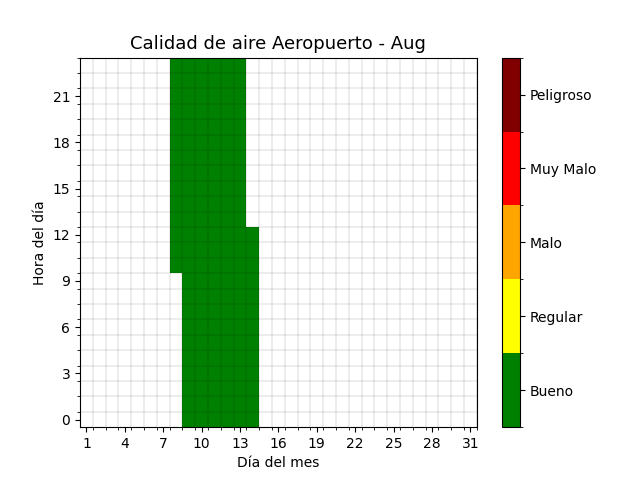 Calidad de aire Aeropuerto - Aug
Hora del día
21
18
15
12
9
6
3
0
1 4 7 10 13 16 19 22 25 28 31
Día del mes
Peligroso
Muy Malo
Malo
Regular
Bueno